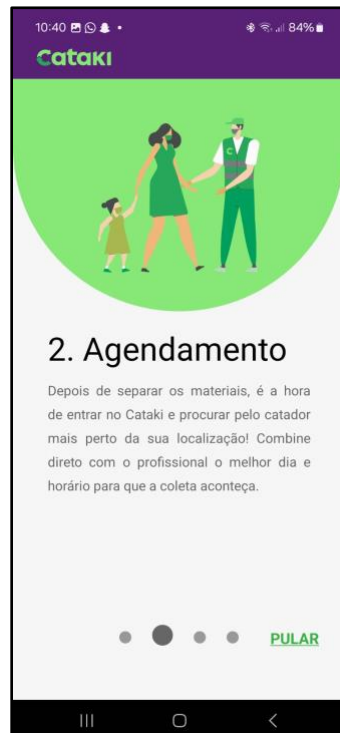 10:40
84%
Cataki
2. Agendamento
Depois de separar os materiais, é a hora
de entrar no Cataki e procurar pelo catador
mais perto da sua localização! Combine
direto com o profissional o melhor dia e
horário para que a coleta aconteça.
PULAR